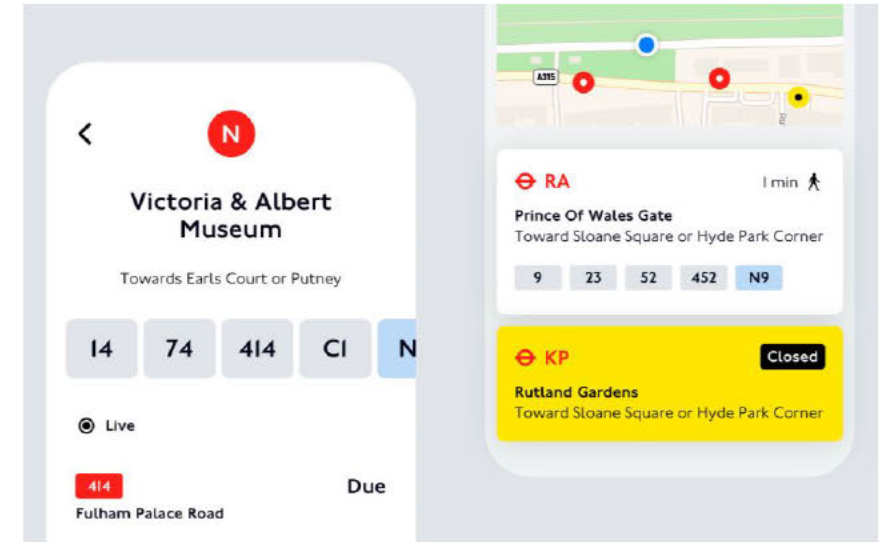 N
Victoria & Albert
Museum
Towards Earls Court or Putney
14 74 414 C1 N
Live
414 Due
Fulham Palace Road
A315
RA 1 min
Prince Of Wales Gate
Toward Sloane Square or Hyde Park Corner
9 23 52 452 N9
KP Closed
Rutland Gardens
Toward Sloane Square or Hyde Park Corner